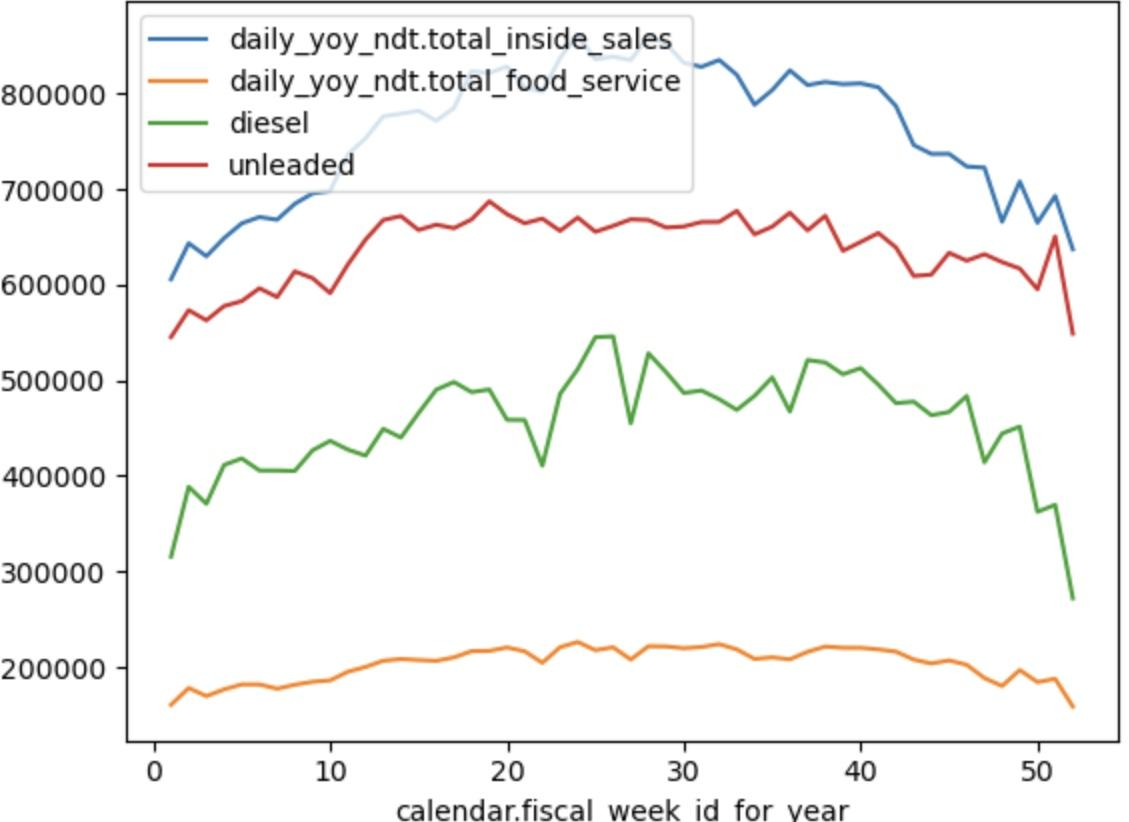 daily_yoy_ndt.total_inside_sales
daily_yoy_ndt.total_food_service
diesel
unleaded
800000
700000
600000
500000
400000
300000
200000
0 10 20 30 40 50
calendar.fiscal_week_id_for_year